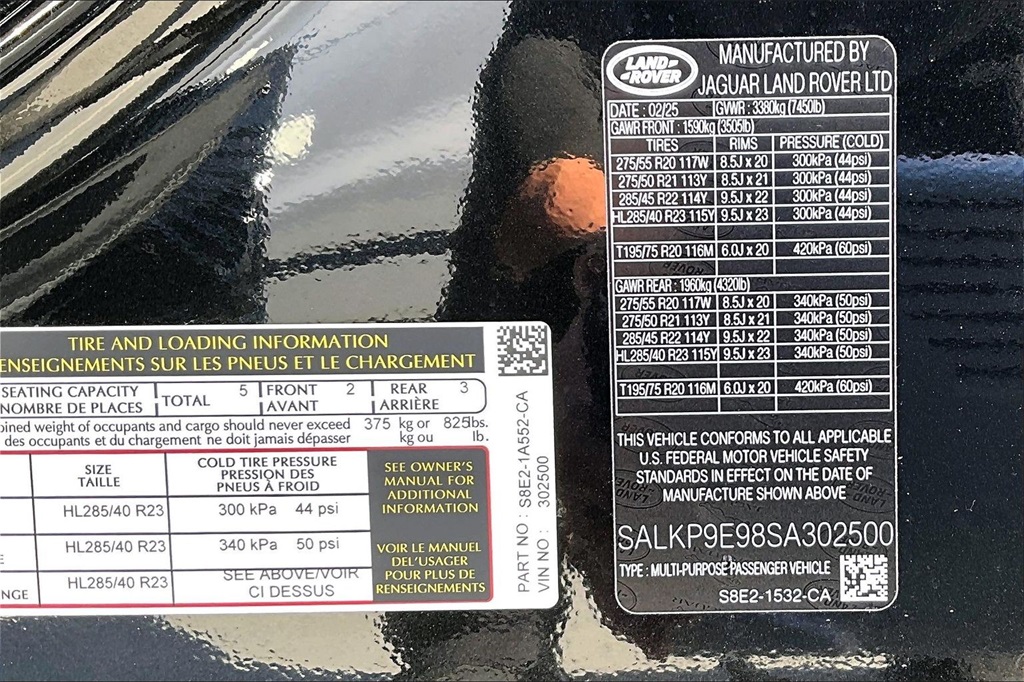 TIRE AND LOADING INFORMATION
ENSEIGNEMENTS SUR LES PNEUS ET LE CHARGEMENT
SEATING CAPACITY TOTAL 5 FRONT 2 REAR 3
NOMBRE DE PLACES AVANT ARRIÈRE
ined weight of occupants and cargo should never exceed 375 kg or 825lbs.
des occupants et du chargement ne doit jamais dépasser kg ou lb.
SIZE COLD TIRE PRESSURE
TAILLE PRESSION DES
PNEUS À FROID
HL285/40 R23 300 kPa 44 psi
E HL285/40 R23 340 kPa 50 psi
NGE HL285/40 R23 SEE ABOVE/VOIR
CI DESSUS
SEE OWNER'S
MANUAL FOR
ADDITIONAL
INFORMATION
VOIR LE MANUEL
DEL'USAGER
POUR PLUS DE
RENSEIGNEMENTS
PART NO : S8E2-1A552-CA
VIN NO : 302500
LAND-
ROVER
MANUFACTURED BY
JAGUAR LAND ROVER LTD
DATE : 02/25 GVWR : 3380kg (7450lb)
GAWR FRONT : 1590kg (3505lb)
TIRES RIMS PRESSURE (COLD)
275/55 R20 117W 8.5J x 20 300kPa (44psi)
275/50 R21 113Y 8.5J x 21 300kPa (44psi)
285/45 R22 114Y 9.5J x 22 300kPa (44psi)
HL285/40 R23 115Y 9.5J x 23 300kPa (44psi)
T195/75 R20 116M 6.0J x 20 420kPa (60psi)
GAWR REAR : 1960kg (4320lb)
275/55 R20 117W 8.5J x 20 340kPa (50psi)
275/50 R21 113Y 8.5J x 21 340kPa (50psi)
285/45 R22 114Y 9.5J x 22 340kPa (50psi)
HL285/40 R23 115Y 9.5J x 23 340kPa (50psi)
T195/75 R20 116M 6.0J x 20 420kPa (60psi)
THIS VEHICLE CONFORMS TO ALL APPLICABLE
U.S. FEDERAL MOTOR VEHICLE SAFETY
STANDARDS IN EFFECT ON THE DATE OF
MANUFACTURE SHOWN ABOVE
SALKP9E98SA302500
TYPE : MULTI-PURPOSE PASSENGER VEHICLE
S8E2-1532-CA